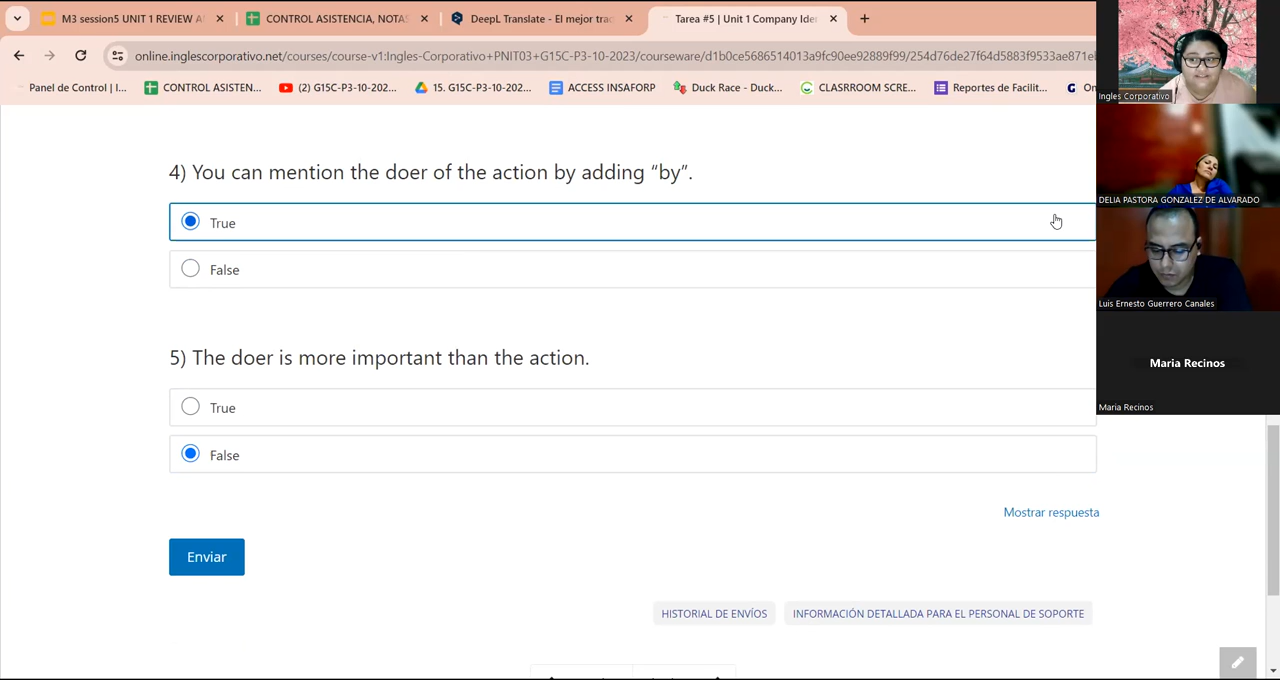 M3 session5 UNIT 1 REVIEW A
CONTROL ASISTENCIA, NOTAS
DeepL Translate - El mejor trac
Tarea #5 | Unit 1 Company Ide
online.inglescorporativo.net/courses/course-v1:Ingles-Corporativo+PNIT03+G15C-P3-10-2023/courseware/d1b0ce5686514013a9fc90ee92889f99/254d76de27f64d5883f9533ae871el
Panel de Control | I...
CONTROL ASISTEN...
(2) G15C-P3-10-202...
15. G15C-P3-10-202...
ACCESS INSAFORP
Duck Race - Duck...
CLASRROOM SCRE...
Reportes de Facilit...
4) You can mention the doer of the action by adding “by”.
True
False
5) The doer is more important than the action.
True
False
Mostrar respuesta
Enviar
HISTORIAL DE ENVÍOS
INFORMACIÓN DETALLADA PARA EL PERSONAL DE SOPORTE
Ingles Corporativo
DELIA PASTORA GONZALEZ DE ALVARADO
Luis Ernesto Guerrero Canales
Maria Recinos
Maria Recinos